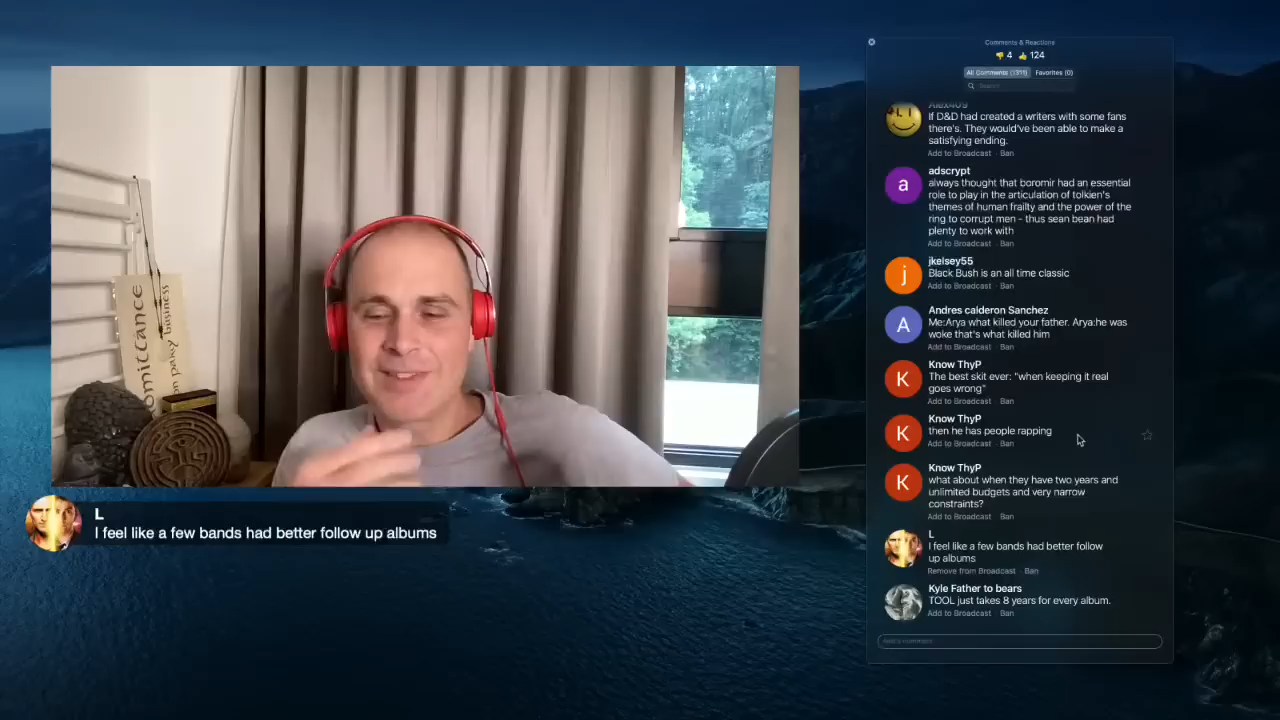 omittance
on party business
L
I feel like a few bands had better follow up albums
Comments & Reactions
👎 4 👍 124
All Comments (1311) Favorites (0)
Search
Alex409
If D&D had created a writers with some fans
there's. They would've been able to make a
satisfying ending.
Add to Broadcast · Ban
adscrypt
always thought that boromir had an essential
role to play in the articulation of tolkien's
themes of human frailty and the power of the
ring to corrupt men - thus sean bean had
plenty to work with
Add to Broadcast · Ban
jkelsey55
Black Bush is an all time classic
Add to Broadcast · Ban
Andres calderon Sanchez
Me:Arya what killed your father. Arya:he was
woke that's what killed him
Add to Broadcast · Ban
Know ThyP
The best skit ever: "when keeping it real
goes wrong"
Add to Broadcast · Ban
Know ThyP
then he has people rapping
Add to Broadcast · Ban
Know ThyP
what about when they have two years and
unlimited budgets and very narrow
constraints?
Add to Broadcast · Ban
L
I feel like a few bands had better follow
up albums
Remove from Broadcast · Ban
Kyle Father to bears
TOOL just takes 8 years for every album.
Add to Broadcast · Ban
Add a comment